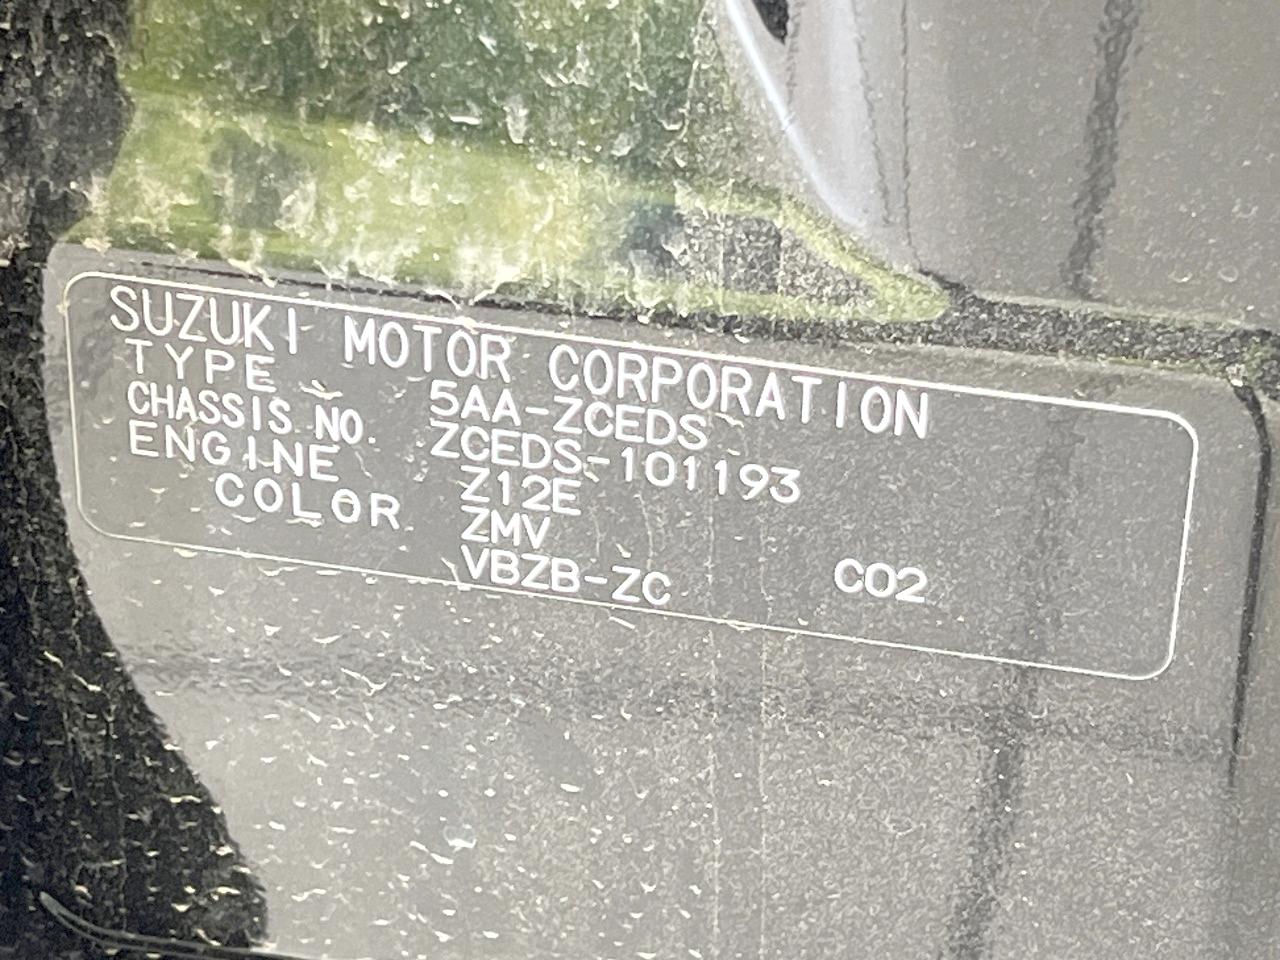 SUZUKI MOTOR CORPORATION
TYPE 5AA-ZCEDS
CHASSIS NO. ZCEDS-101193
ENGINE Z12E
COLOR ZMV
VBZB-ZC CO2